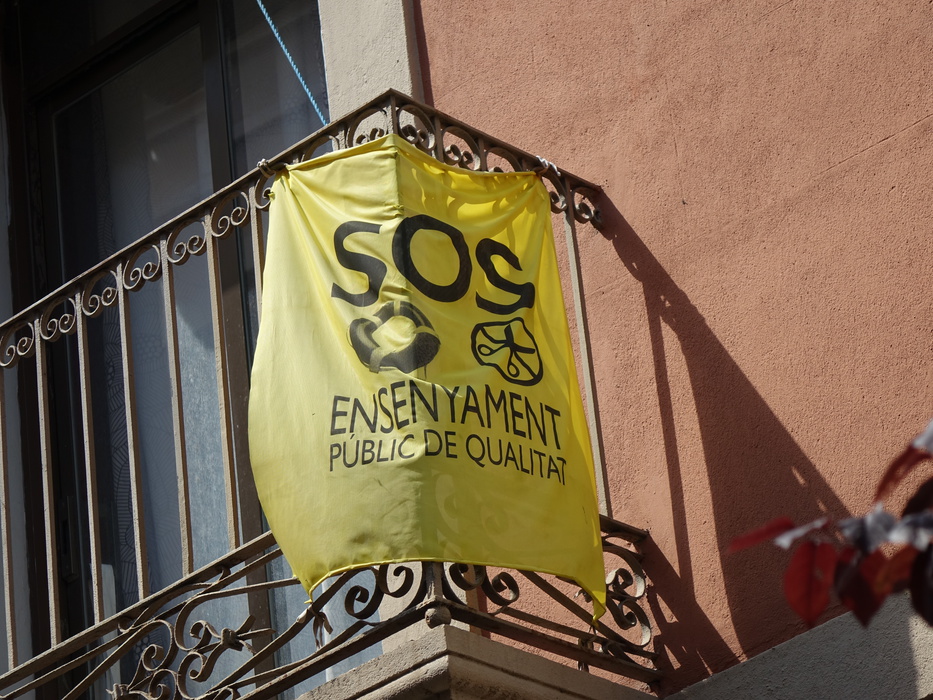 SOS
ENSENYAMENT
PÚBLIC DE QUALITAT